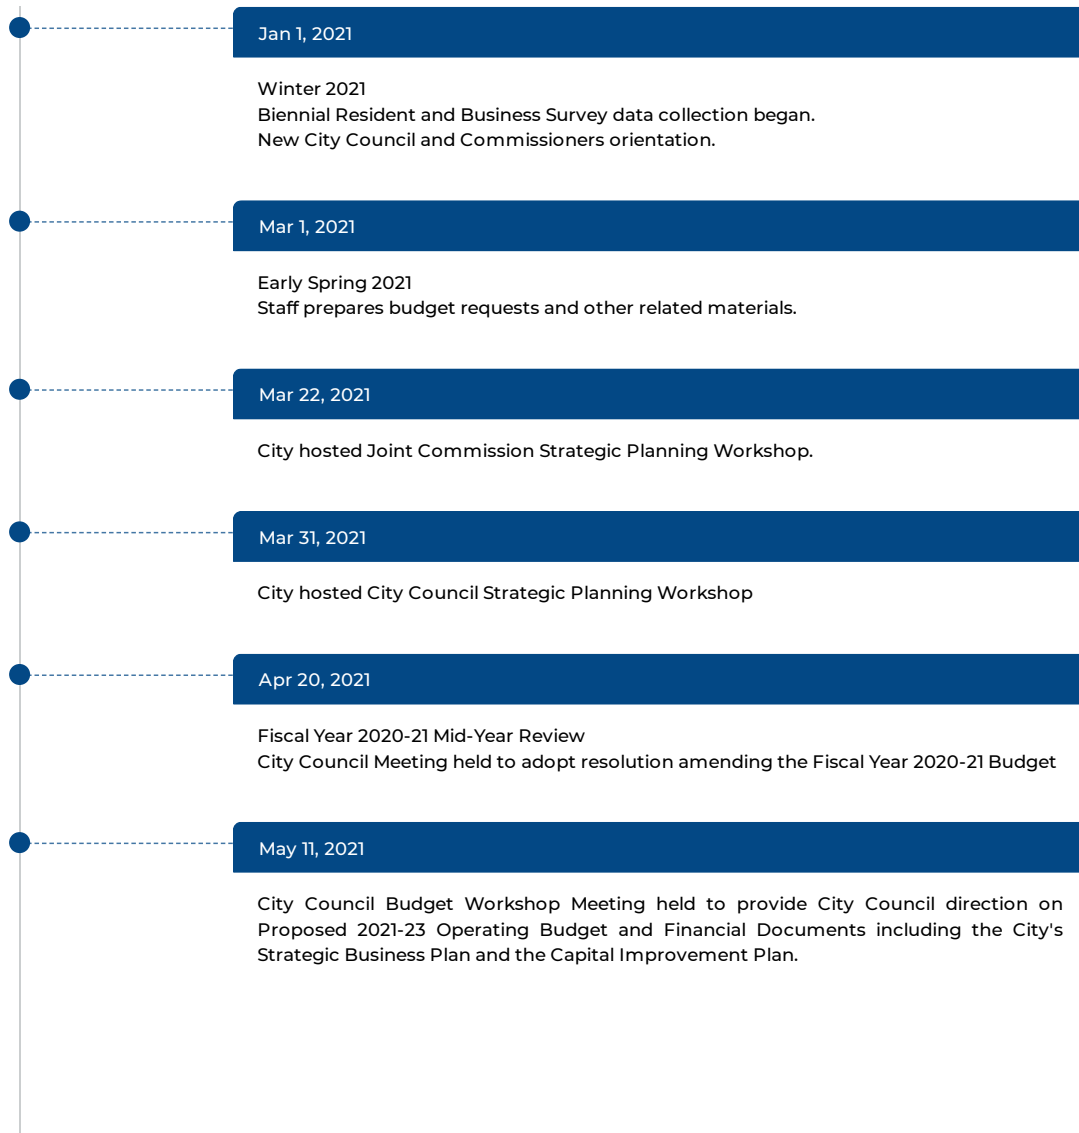 Jan 1, 2021
Winter 2021
Biennial Resident and Business Survey data collection began.
New City Council and Commissioners orientation.
Mar 1, 2021
Early Spring 2021
Staff prepares budget requests and other related materials.
Mar 22, 2021
City hosted Joint Commission Strategic Planning Workshop.
Mar 31, 2021
City hosted City Council Strategic Planning Workshop
Apr 20, 2021
Fiscal Year 2020-21 Mid-Year Review
City Council Meeting held to adopt resolution amending the Fiscal Year 2020-21 Budget
May 11, 2021
City Council Budget Workshop Meeting held to provide City Council direction on
Proposed 2021-23 Operating Budget and Financial Documents including the City's
Strategic Business Plan and the Capital Improvement Plan.